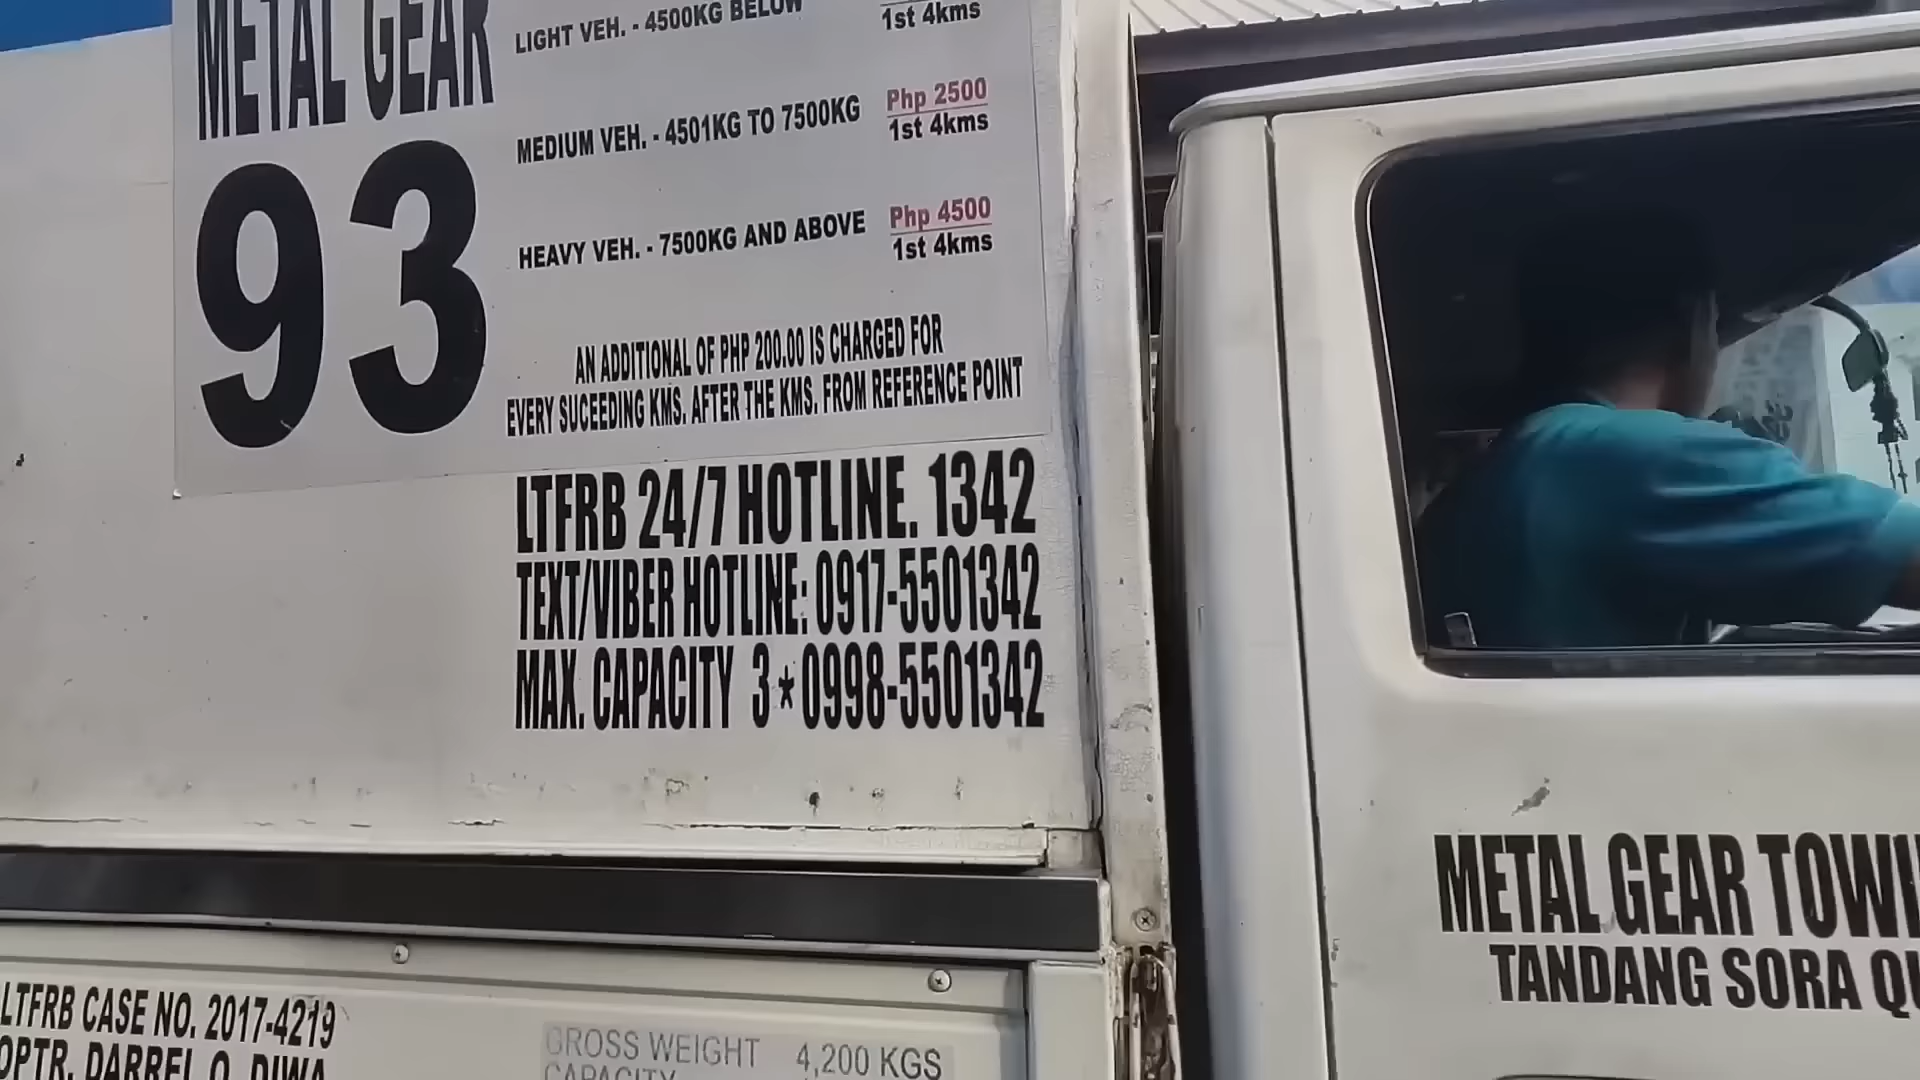 METAL GEAR
93
LIGHT VEH. - 4500KG BELOW
1st 4kms
MEDIUM VEH. - 4501KG TO 7500KG
Php 2500
1st 4kms
HEAVY VEH. - 7500KG AND ABOVE
Php 4500
1st 4kms
AN ADDITIONAL OF PHP 200.00 IS CHARGED FOR
EVERY SUCEEDING KMS. AFTER THE KMS. FROM REFERENCE POINT
LTFRB 24/7 HOTLINE. 1342
TEXT/VIBER HOTLINE: 0917-5501342
MAX. CAPACITY 3* 0998-5501342
METAL GEAR TOWI
TANDANG SORA QU
LTFRB CASE NO. 2017-4219
OPTR. DARREL O. DIWA
GROSS WEIGHT 4,200 KGS
CAPACITY